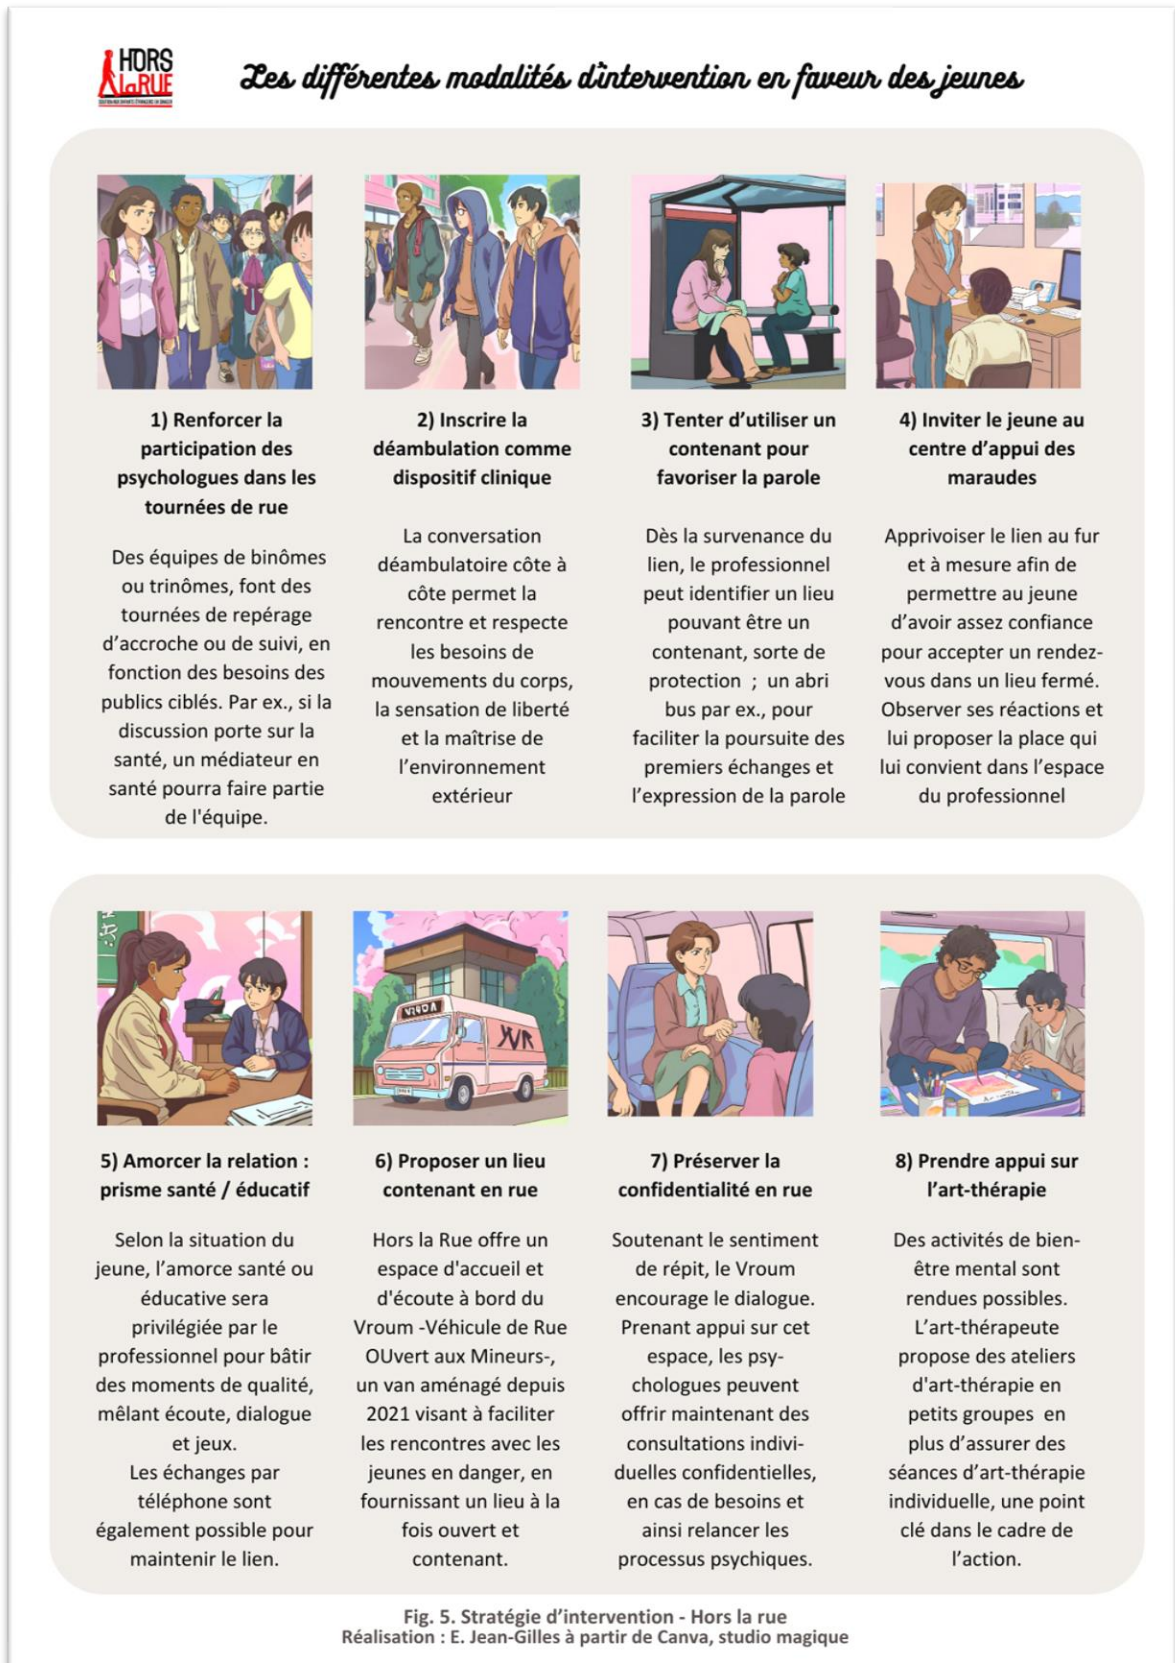 HORS
LaRUE
Les différentes modalités d'intervention en faveur des jeunes
1) Renforcer la
participation des
psychologues dans les
tournées de rue
Des équipes de binômes
ou trinômes, font des
tournées de repérage
d'accroche ou de suivi, en
fonction des besoins des
publics ciblés. Par ex., si la
discussion porte sur la
santé, un médiateur en
santé pourra faire partie
de l'équipe.
2) Inscrire la
déambulation comme
dispositif clinique
La conversation
déambulatoire côte à
côte permet la
rencontre et respecte
les besoins de
mouvements du corps,
la sensation de liberté
et la maîtrise de
l'environnement
extérieur
3) Tenter d'utiliser un
contenant pour
favoriser la parole
Dès la survenance du
lien, le professionnel
peut identifier un lieu
pouvant être un
contenant, sorte de
protection ; un abri
bus par ex., pour
faciliter la poursuite des
premiers échanges et
l'expression de la parole
4) Inviter le jeune au
centre d'appui des
maraudes
Apprivoiser le lien au fur
et à mesure afin de
permettre au jeune
d'avoir assez confiance
pour accepter un rendez-
vous dans un lieu fermé.
Observer ses réactions et
lui proposer la place qui
lui convient dans l'espace
du professionnel
5) Amorcer la relation :
prisme santé / éducatif
Selon la situation du
jeune, l'amorce santé ou
éducative sera
privilégiée par le
professionnel pour bâtir
des moments de qualité,
mêlant écoute, dialogue
et jeux.
Les échanges par
téléphone sont
également possible pour
maintenir le lien.
6) Proposer un lieu
contenant en rue
Hors la Rue offre un
espace d'accueil et
d'écoute à bord du
Vroum -Véhicule de Rue
OUvert aux Mineurs-,
un van aménagé depuis
2021 visant à faciliter
les rencontres avec les
jeunes en danger, en
fournissant un lieu à la
fois ouvert et
contenant.
7) Préserver la
confidentialité en rue
Soutenant le sentiment
de répit, le Vroum
encourage le dialogue.
Prenant appui sur cet
espace, les psy-
chologues peuvent
offrir maintenant des
consultations indivi-
duelles confidentielles,
en cas de besoins et
ainsi relancer les
processus psychiques.
8) Prendre appui sur
l'art-thérapie
Des activités de bien-
être mental sont
rendues possibles.
L'art-thérapeute
propose des ateliers
d'art-thérapie en
petits groupes en
plus d'assurer des
séances d'art-thérapie
individuelle, une point
clé dans le cadre de
l'action.
Fig. 5. Stratégie d'intervention - Hors la rue
Réalisation : E. Jean-Gilles à partir de Canva, studio magique